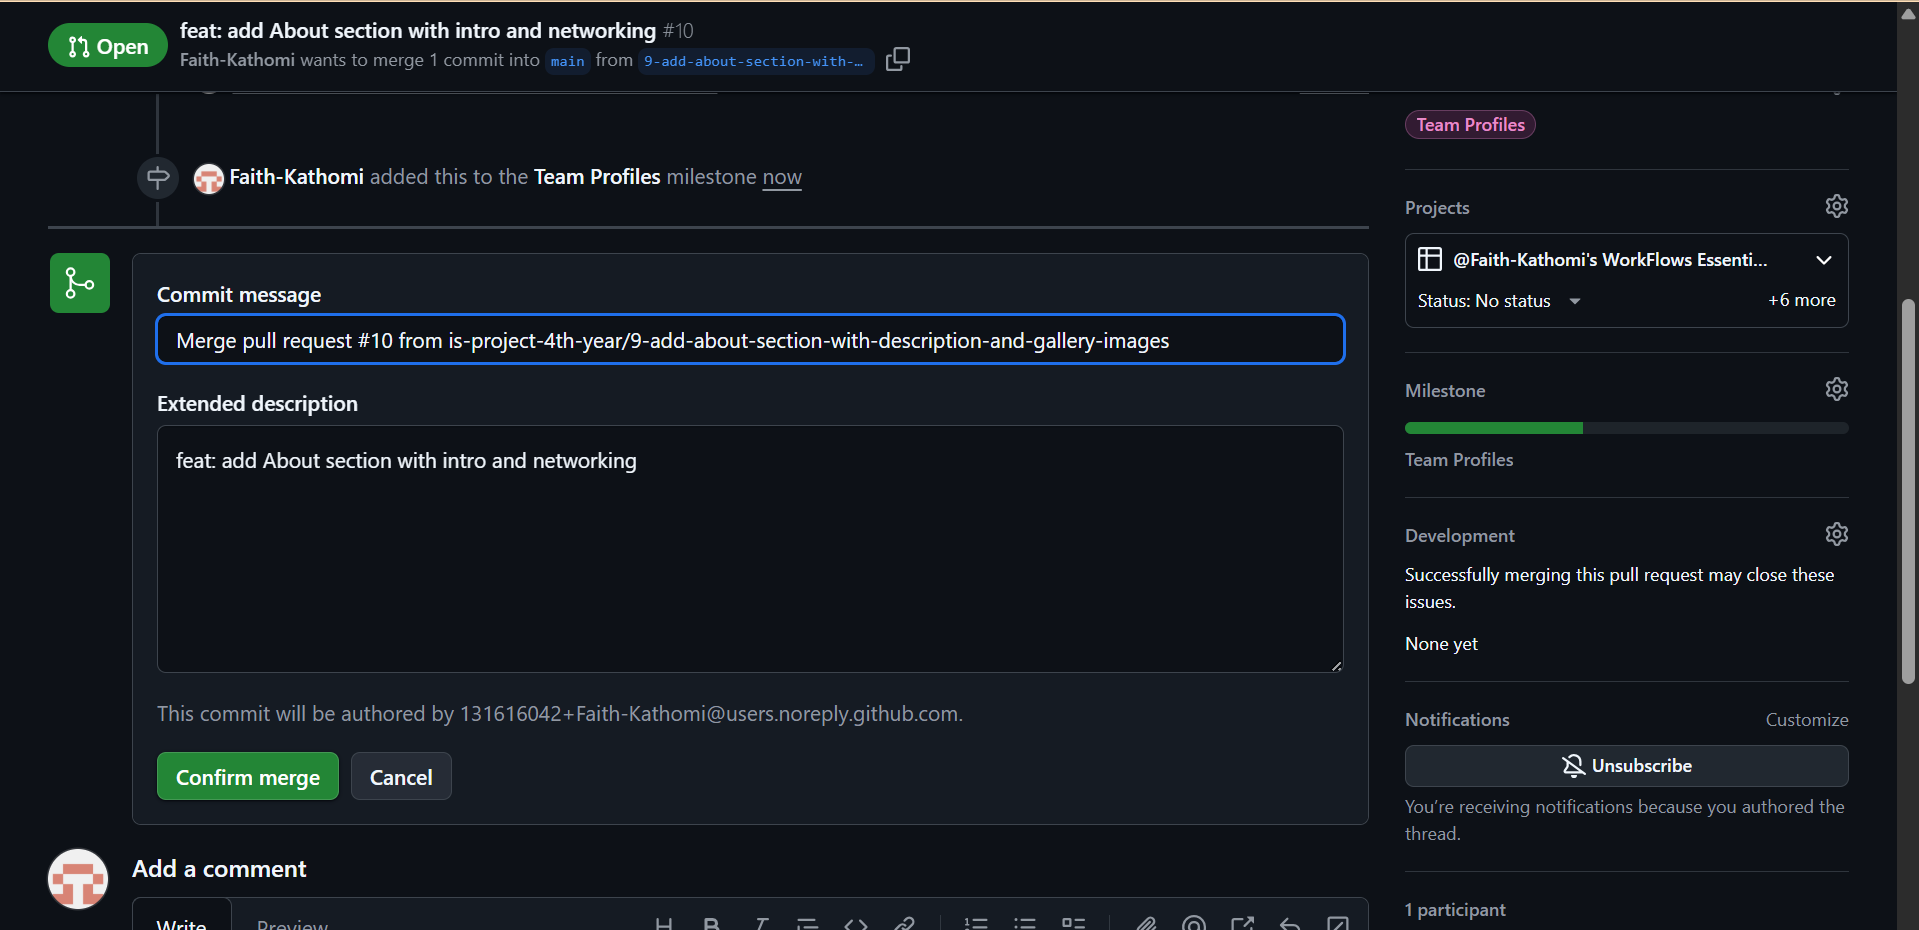 Open
feat: add About section with intro and networking #10
Faith-Kathomi wants to merge 1 commit into main from 9-add-about-section-with-…
Team Profiles
Faith-Kathomi added this to the Team Profiles milestone now
Projects
@Faith-Kathomi's WorkFlows Essenti...
Status: No status
+6 more
Commit message
Merge pull request #10 from is-project-4th-year/9-add-about-section-with-description-and-gallery-images
Milestone
Team Profiles
Extended description
feat: add About section with intro and networking
Development
Successfully merging this pull request may close these
issues.
None yet
This commit will be authored by 131616042+Faith-Kathomi@users.noreply.github.com.
Notifications
Customize
Confirm merge
Cancel
Unsubscribe
You're receiving notifications because you authored the
thread.
Add a comment
1 participant
Write
Preview